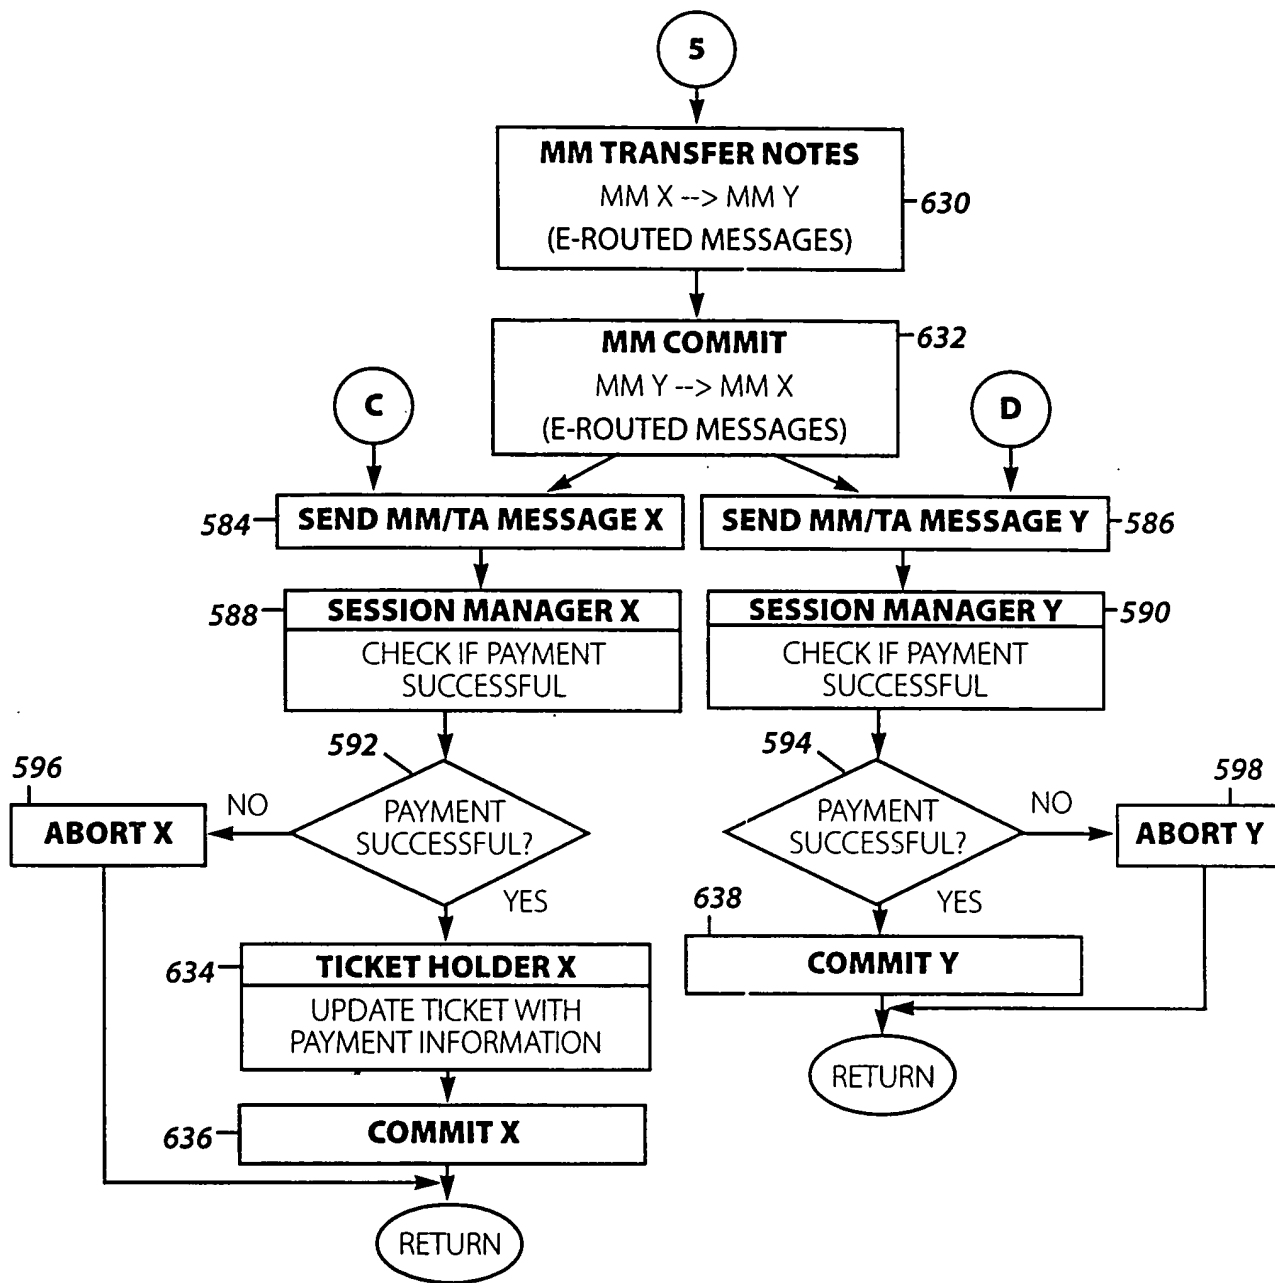 5
MM TRANSFER NOTES
MM X --> MM Y
(E-ROUTED MESSAGES)
630
MM COMMIT
MM Y --> MM X
(E-ROUTED MESSAGES)
632
C
D
584
SEND MM/TA MESSAGE X
SEND MM/TA MESSAGE Y
586
588
SESSION MANAGER X
CHECK IF PAYMENT
SUCCESSFUL
SESSION MANAGER Y
590
CHECK IF PAYMENT
SUCCESSFUL
592
594
596
598
NO
PAYMENT
SUCCESSFUL?
PAYMENT
SUCCESSFUL?
NO
ABORT X
ABORT Y
YES
YES
638
634
TICKET HOLDER X
UPDATE TICKET WITH
PAYMENT INFORMATION
COMMIT Y
RETURN
636
COMMIT X
RETURN